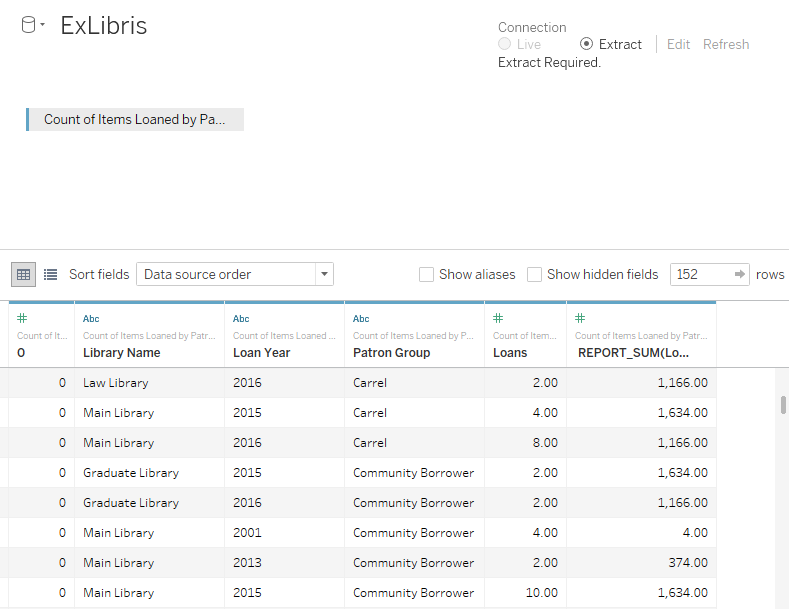 ExLibris
Connection
Live Extract Edit Refresh
Extract Required.
Count of Items Loaned by Pa...
Sort fields Data source order Show aliases Show hidden fields 152 rows
# Abc Abc Abc # #
Count of It... Count of Items Loaned by Patr... Count of Items Loaned ... Count of Items Loaned by P... Count of Item... Count of Items Loaned by Patr...
0 Library Name Loan Year Patron Group Loans REPORT_SUM(Lo...
0 Law Library 2016 Carrel 2.00 1,166.00
0 Main Library 2015 Carrel 4.00 1,634.00
0 Main Library 2016 Carrel 8.00 1,166.00
0 Graduate Library 2015 Community Borrower 2.00 1,634.00
0 Graduate Library 2016 Community Borrower 2.00 1,166.00
0 Main Library 2001 Community Borrower 4.00 4.00
0 Main Library 2013 Community Borrower 2.00 374.00
0 Main Library 2015 Community Borrower 10.00 1,634.00